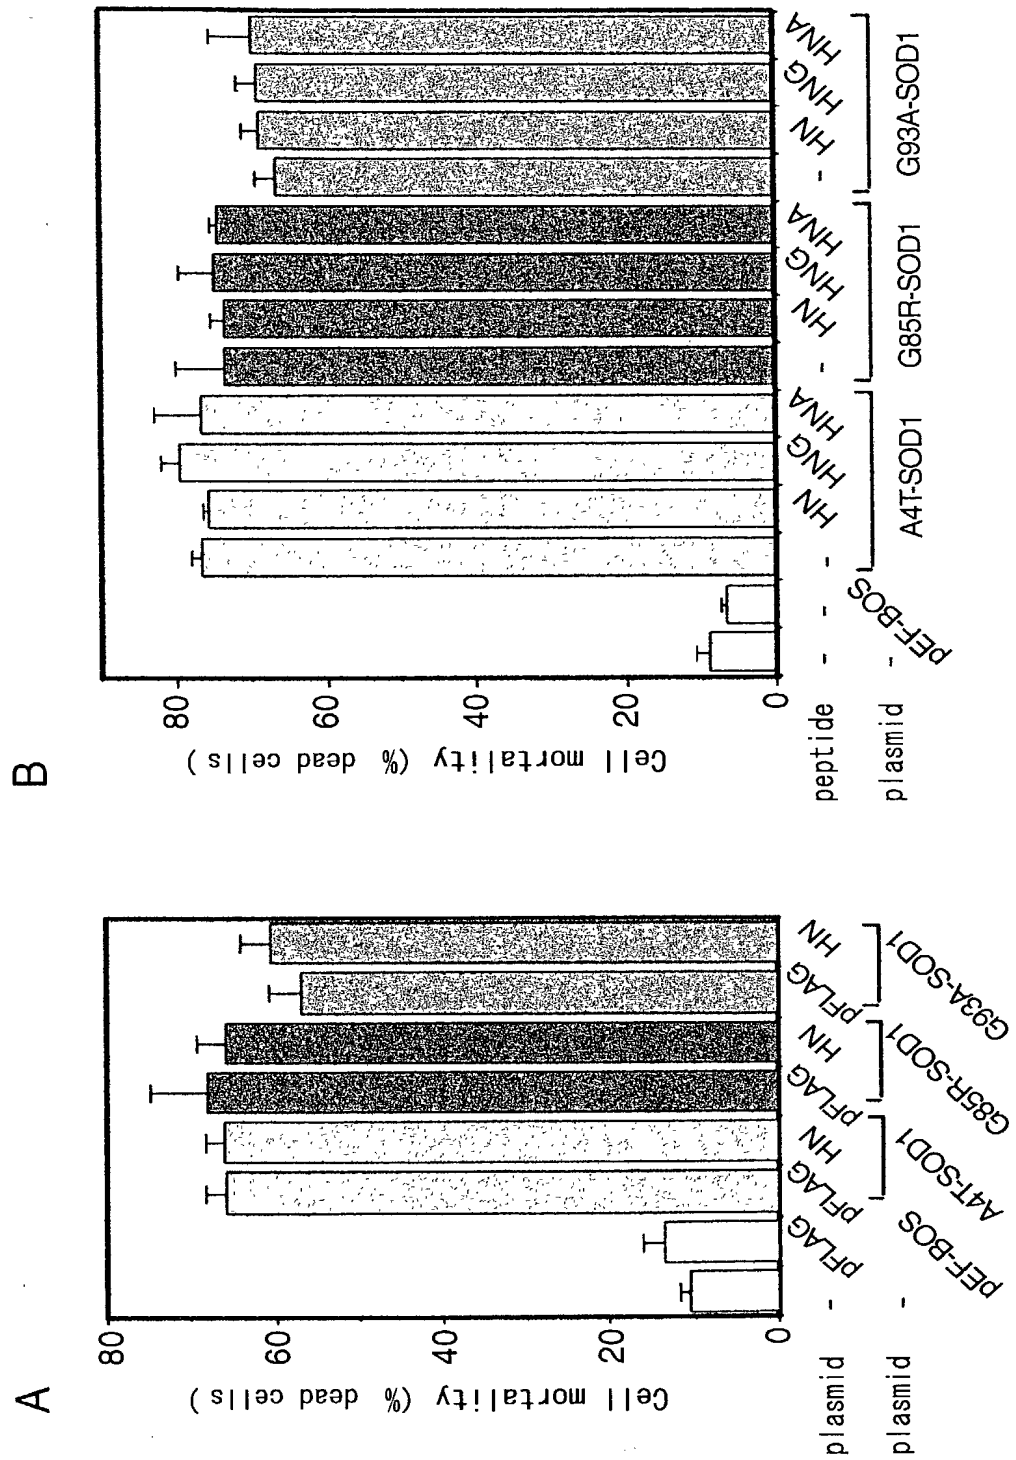 A
Cell mortality (% dead cells)
80
60
40
20
0
plasmid - pFLAG pFLAG HN pFLAG HN pFLAG HN
plasmid - pEF-BOS A4T-SOD1 G85R-SOD1 G93A-SOD1
B
Cell mortality (% dead cells)
80
60
40
20
0
peptide - - - HN HNG HNA - HN HNG HNA - HN HNG HNA
plasmid - pEF-BOS A4T-SOD1 G85R-SOD1 G93A-SOD1